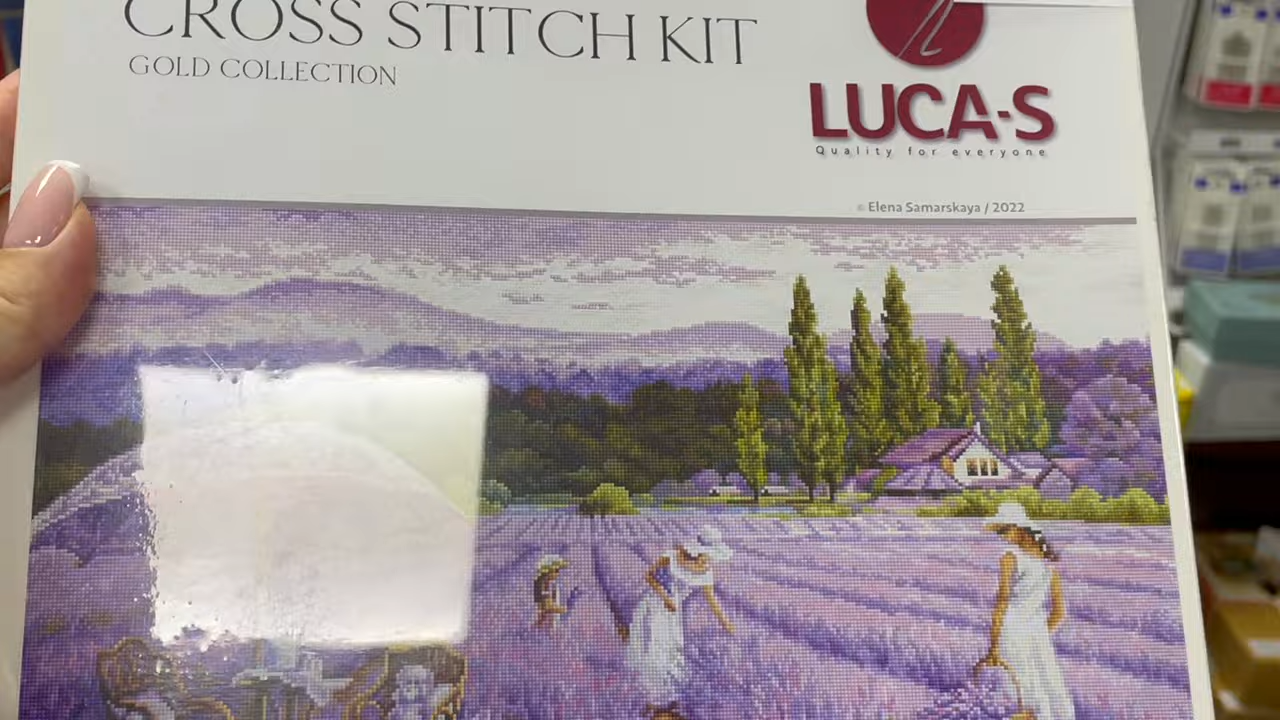 CROSS STITCH KIT
GOLD COLLECTION
LUCA-S
Quality for everyone
© Elena Samarskaya / 2022